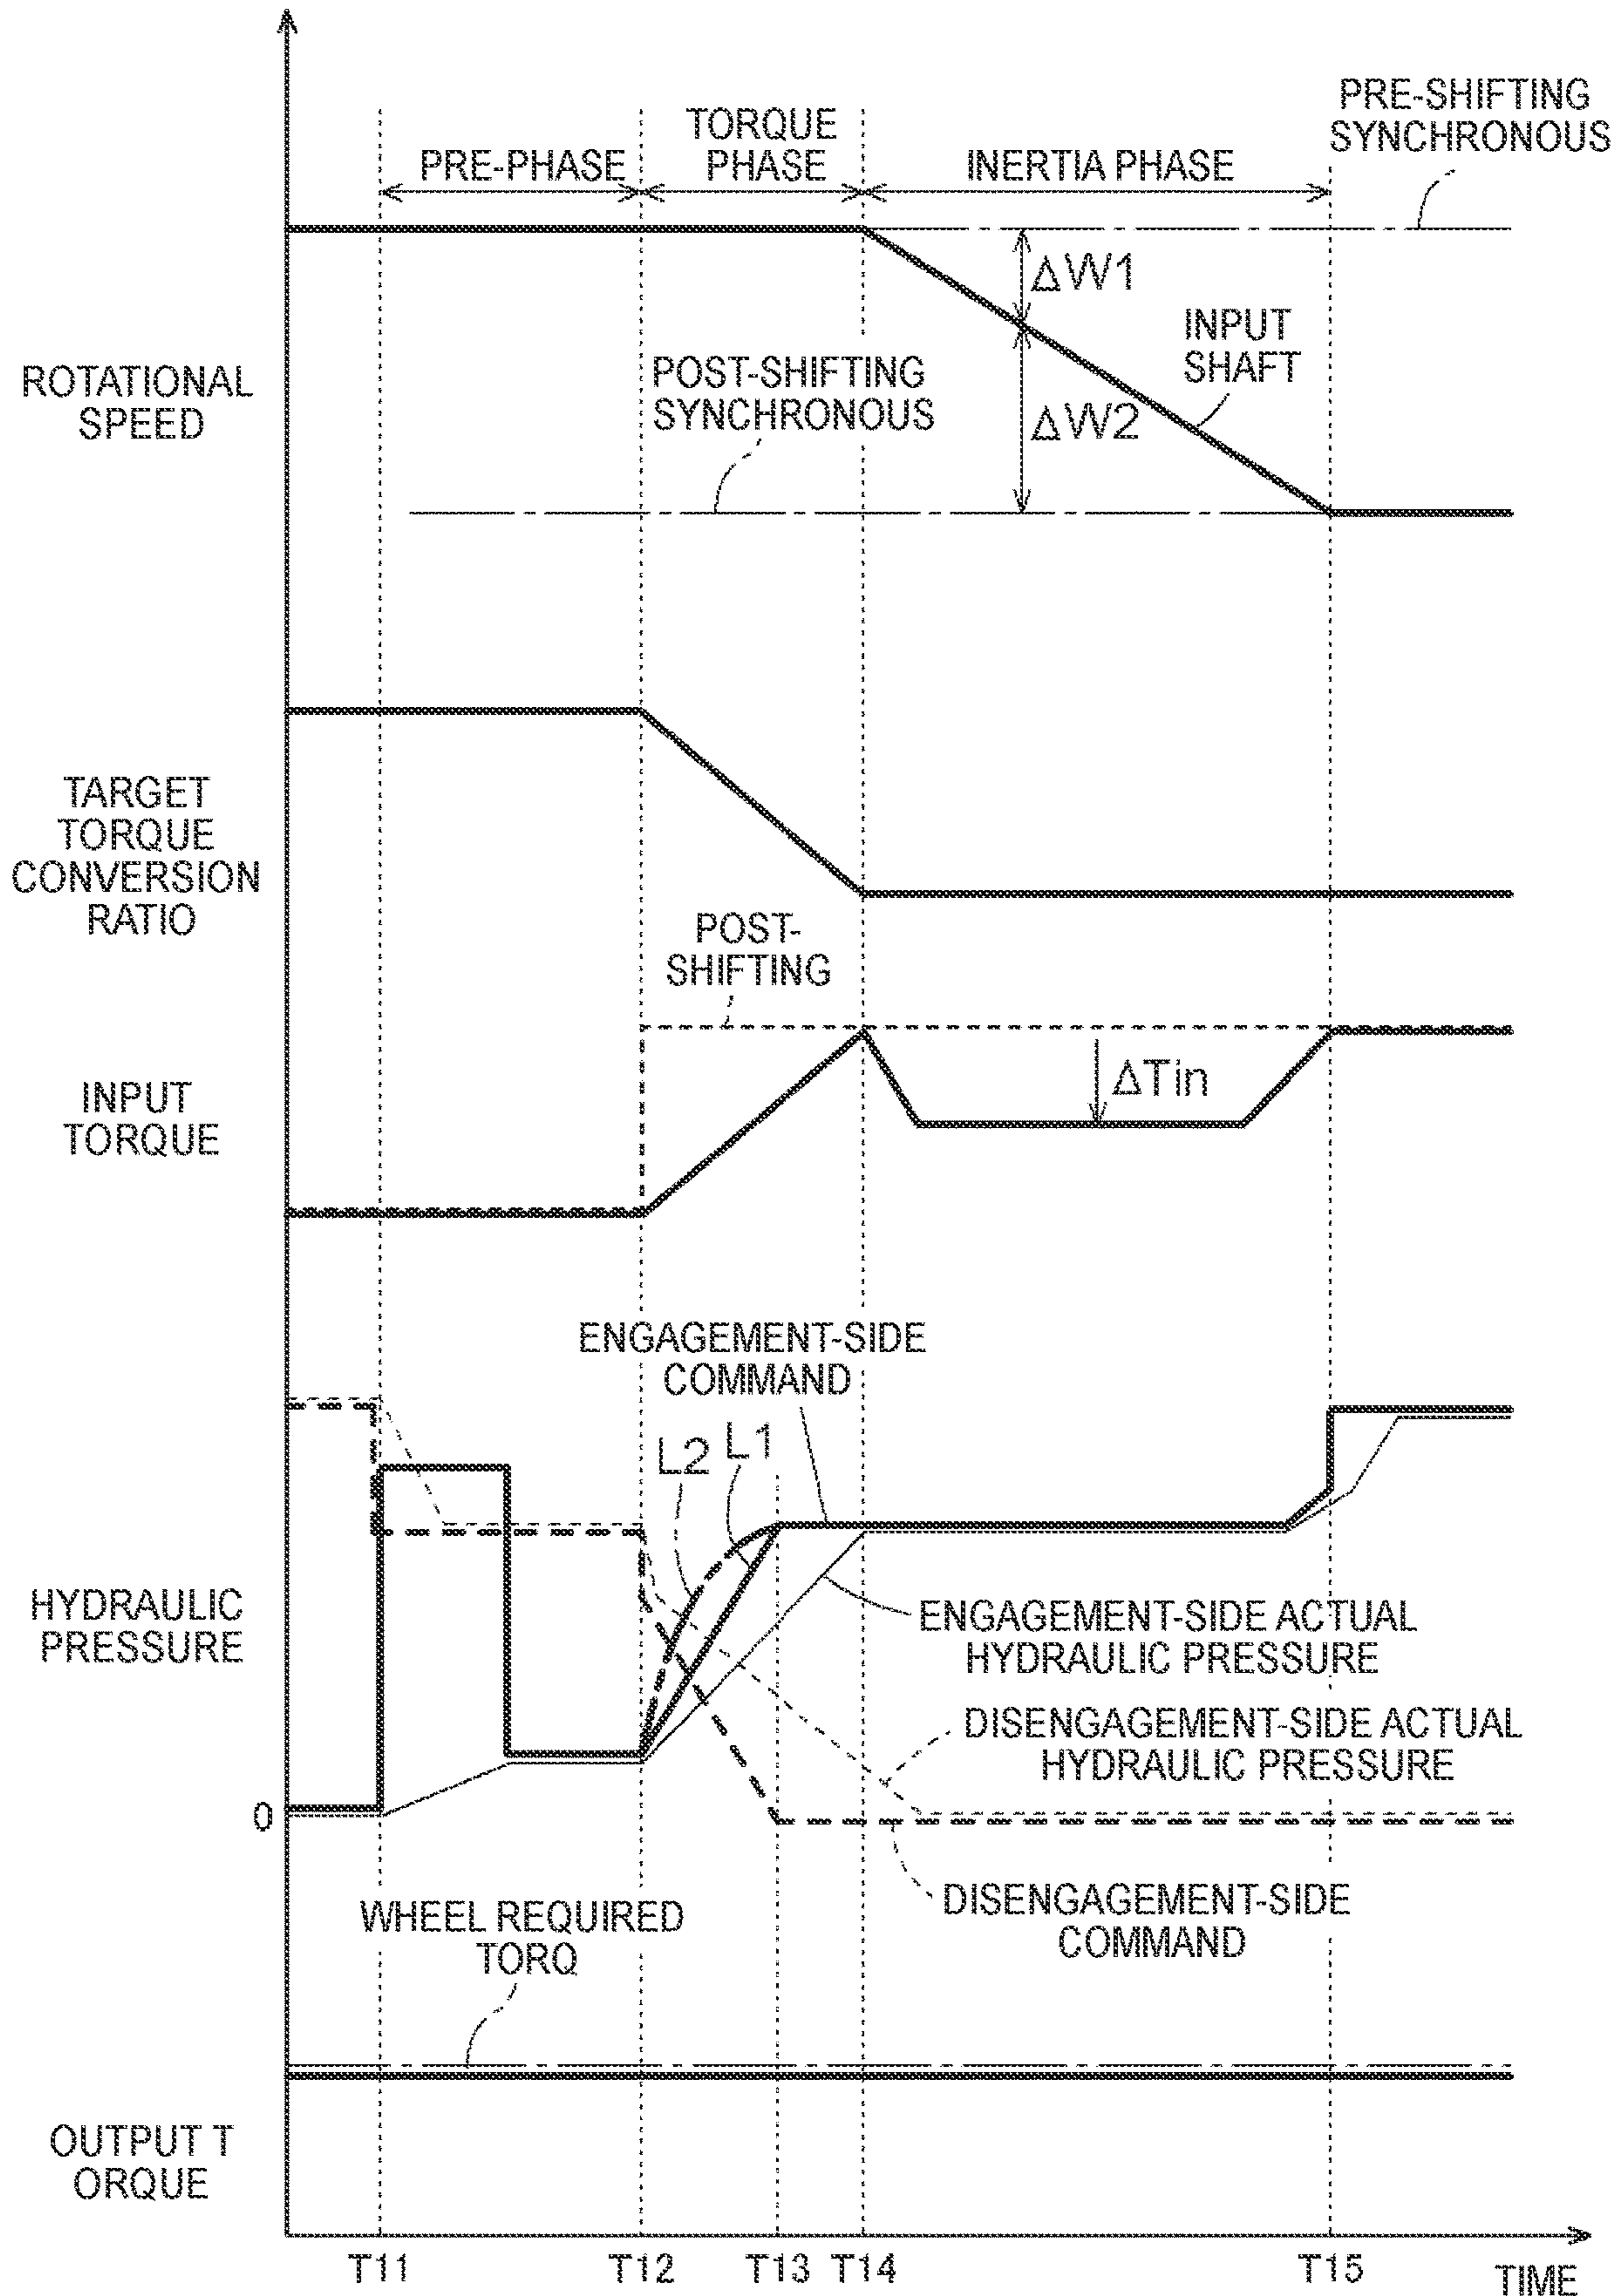 PRE-SHIFTING
SYNCHRONOUS
PRE-PHASE
TORQUE
PHASE
INERTIA PHASE
ΔW1
INPUT
SHAFT
ROTATIONAL
SPEED
POST-SHIFTING
SYNCHRONOUS
ΔW2
TARGET
TORQUE
CONVERSION
RATIO
POST-
SHIFTING
INPUT
TORQUE
ΔTin
ENGAGEMENT-SIDE
COMMAND
L2
L1
HYDRAULIC
PRESSURE
ENGAGEMENT-SIDE ACTUAL
HYDRAULIC PRESSURE
DISENGAGEMENT-SIDE ACTUAL
HYDRAULIC PRESSURE
0
DISENGAGEMENT-SIDE
COMMAND
WHEEL REQUIRED
TORQ
OUTPUT T
ORQUE
T11
T12
T13
T14
T15
TIME